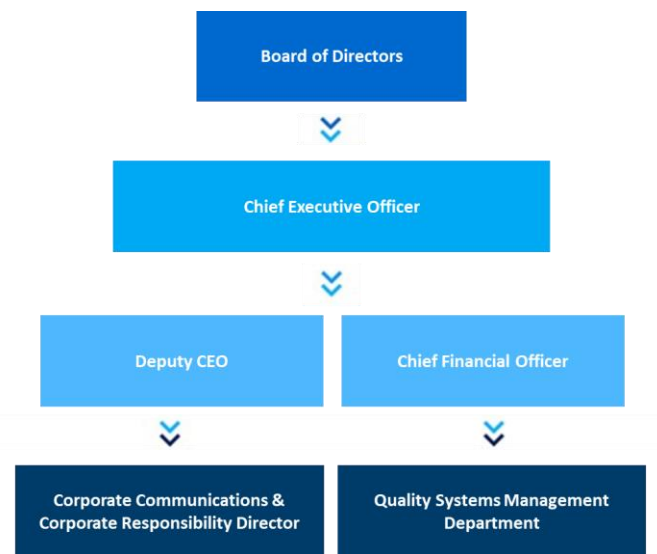 Board of Directors
Chief Executive Officer
Deputy CEO
Chief Financial Officer
Corporate Communications &
Corporate Responsibility Director
Quality Systems Management
Department